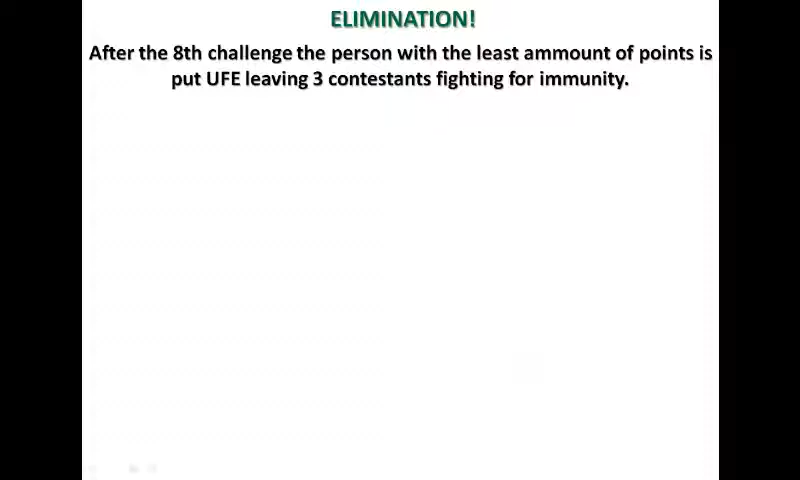 ELIMINATION!
After the 8th challenge the person with the least ammount of points is
put UFE leaving 3 contestants fighting for immunity.